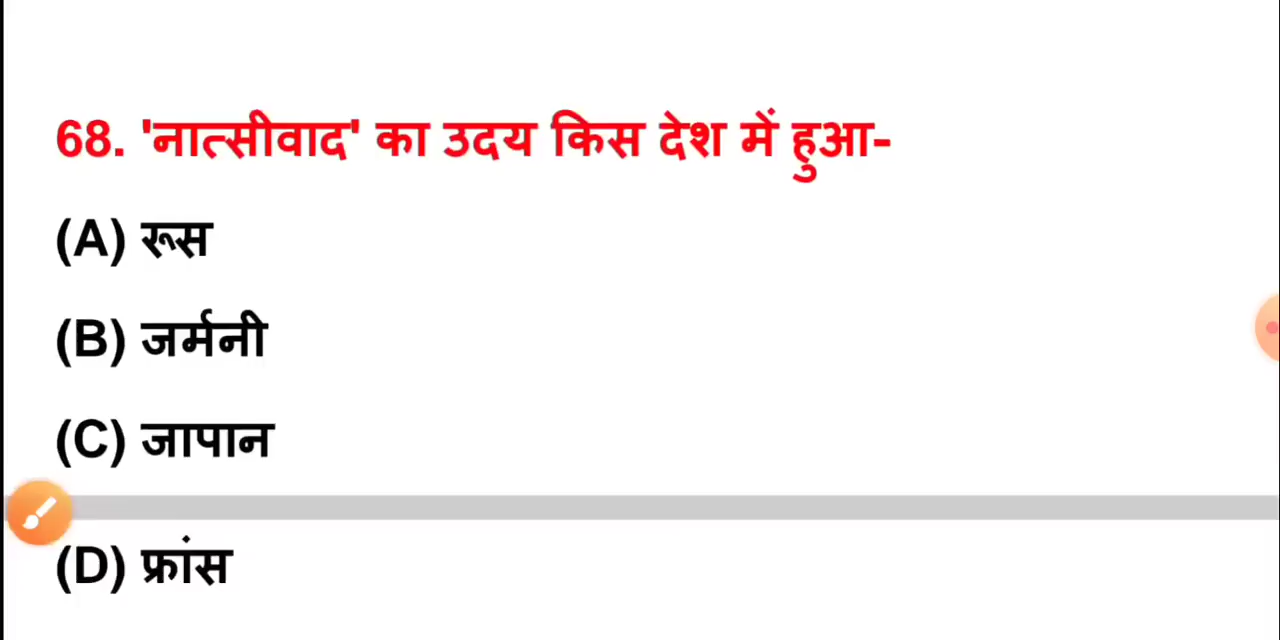 68. 'नात्सीवाद' का उदय किस देश में हुआ-
(A) रूस
(B) जर्मनी
(C) जापान
(D) फ्रांस